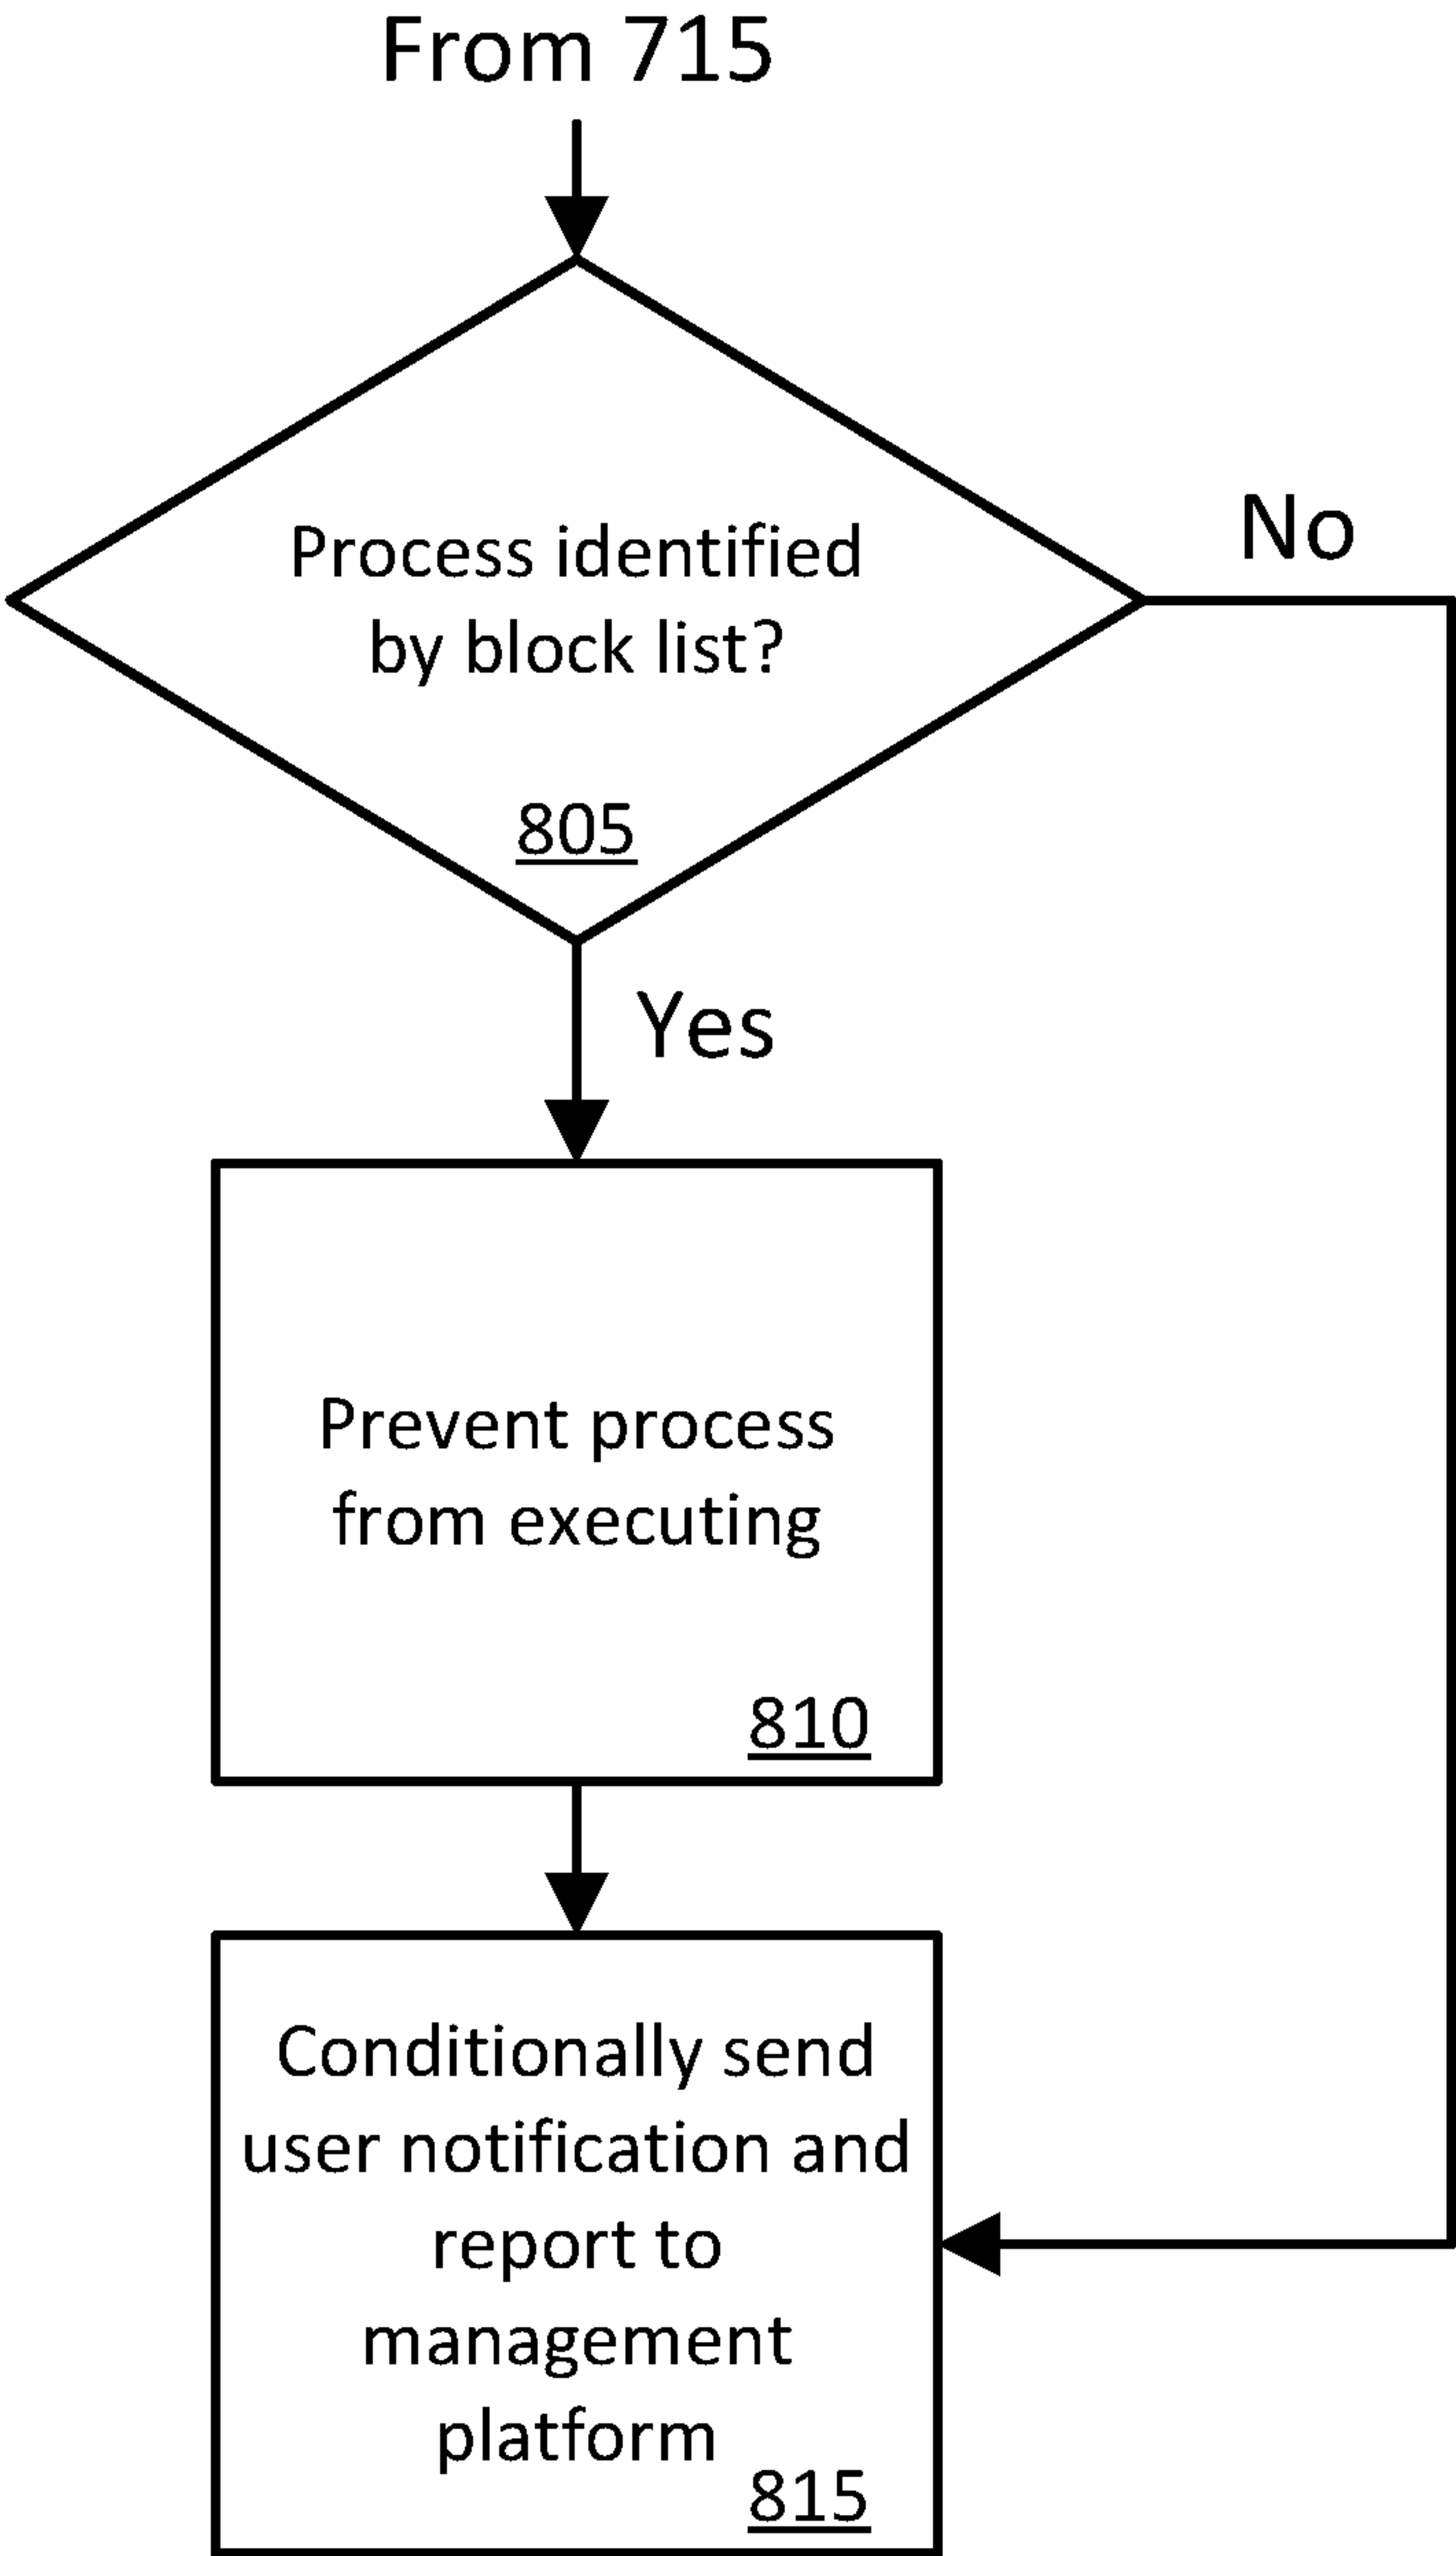 From 715
Process identified
by block list?
No
805
Yes
Prevent process
from executing
810
Conditionally send
user notification and
report to
management
platform
815